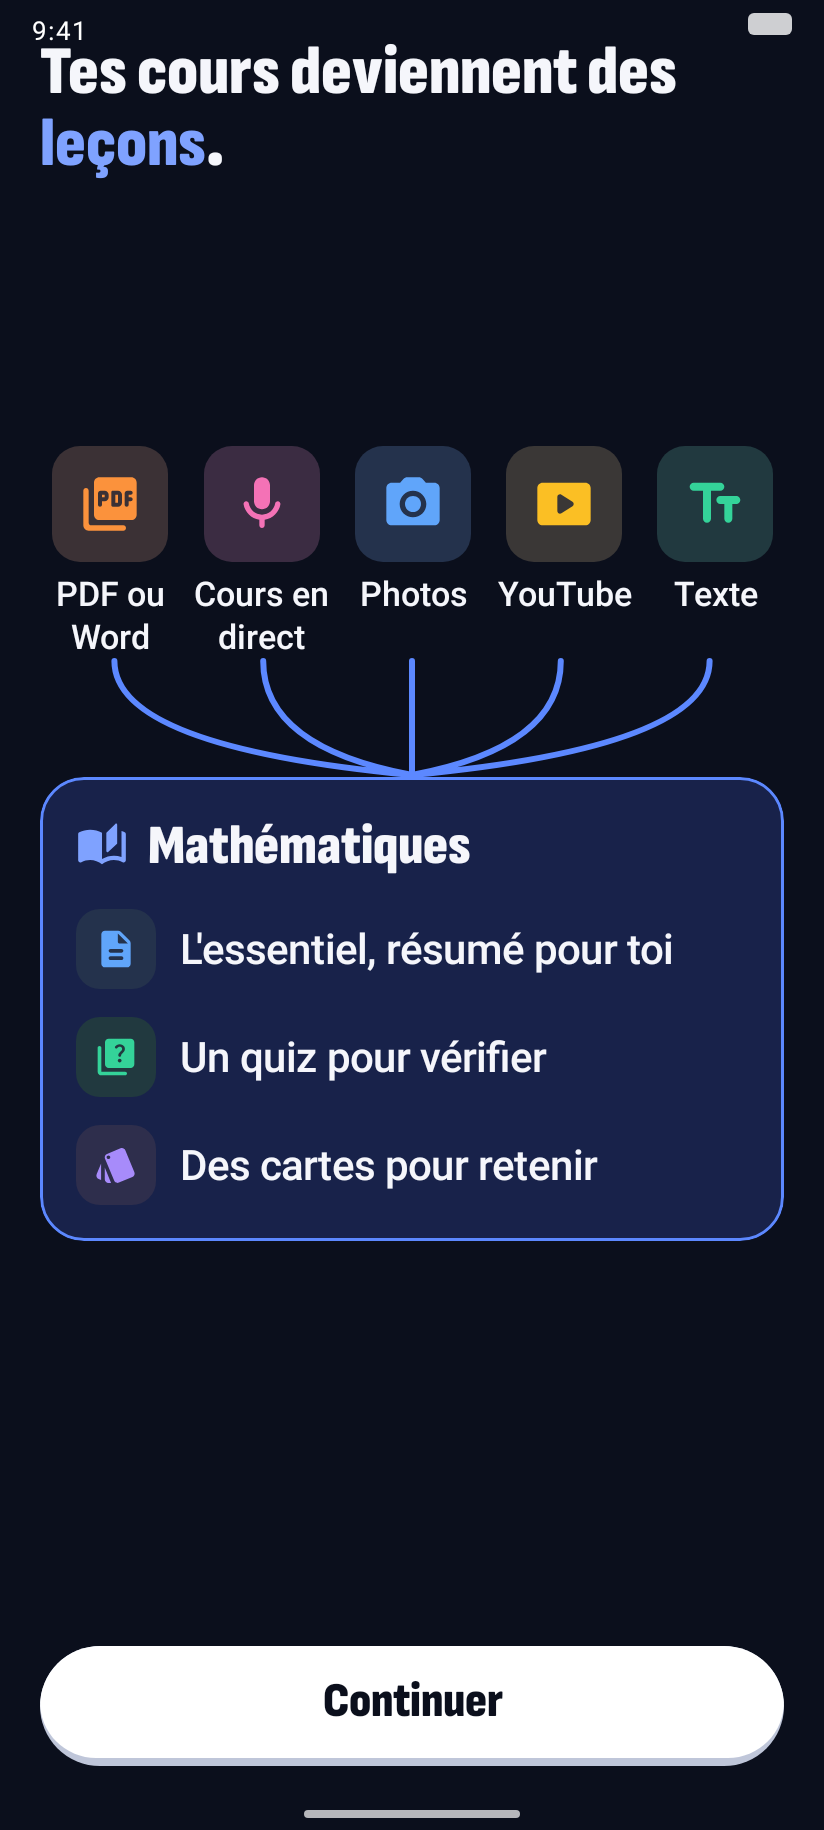 9:41
Tes cours deviennent des
leçons.
PDF
PDF ou
Word
Cours en
direct
Photos
YouTube
Tт
Texte
Mathématiques
L'essentiel, résumé pour toi
?
Un quiz pour vérifier
Des cartes pour retenir
Continuer